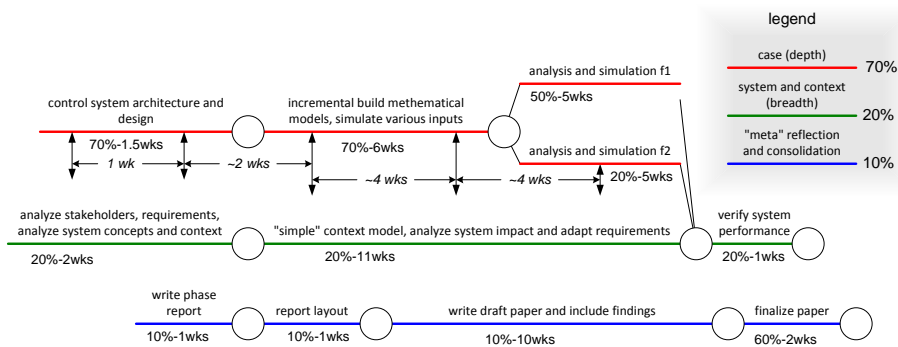 legend
case (depth)
70%
system and context
(breadth)
20%
"meta" reflection
and consolidation
10%
control system architecture and
design
70%-1.5wks
incremental build methematical
models, simulate various inputs
70%-6wks
analysis and simulation f1
50%-5wks
analysis and simulation f2
20%-5wks
1 wk
~2 wks
~4 wks
~4 wks
analyze stakeholders, requirements,
analyze system concepts and context
20%-2wks
"simple" context model, analyze system impact and adapt requirements
20%-11wks
verify system
performance
20%-1wks
write phase
report
10%-1wks
report layout
10%-1wks
write draft paper and include findings
10%-10wks
finalize paper
60%-2wks